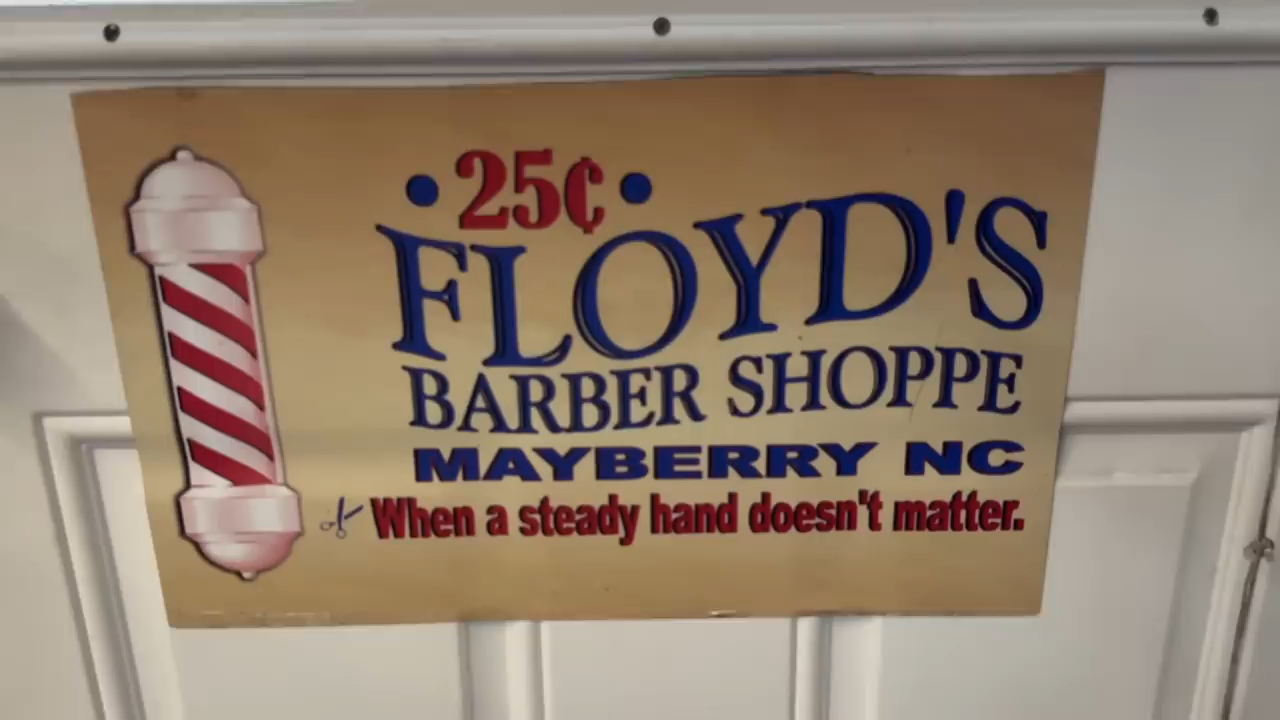 • 25¢ •
FLOYD'S
BARBER SHOPPE
MAYBERRY NC
When a steady hand doesn't matter.